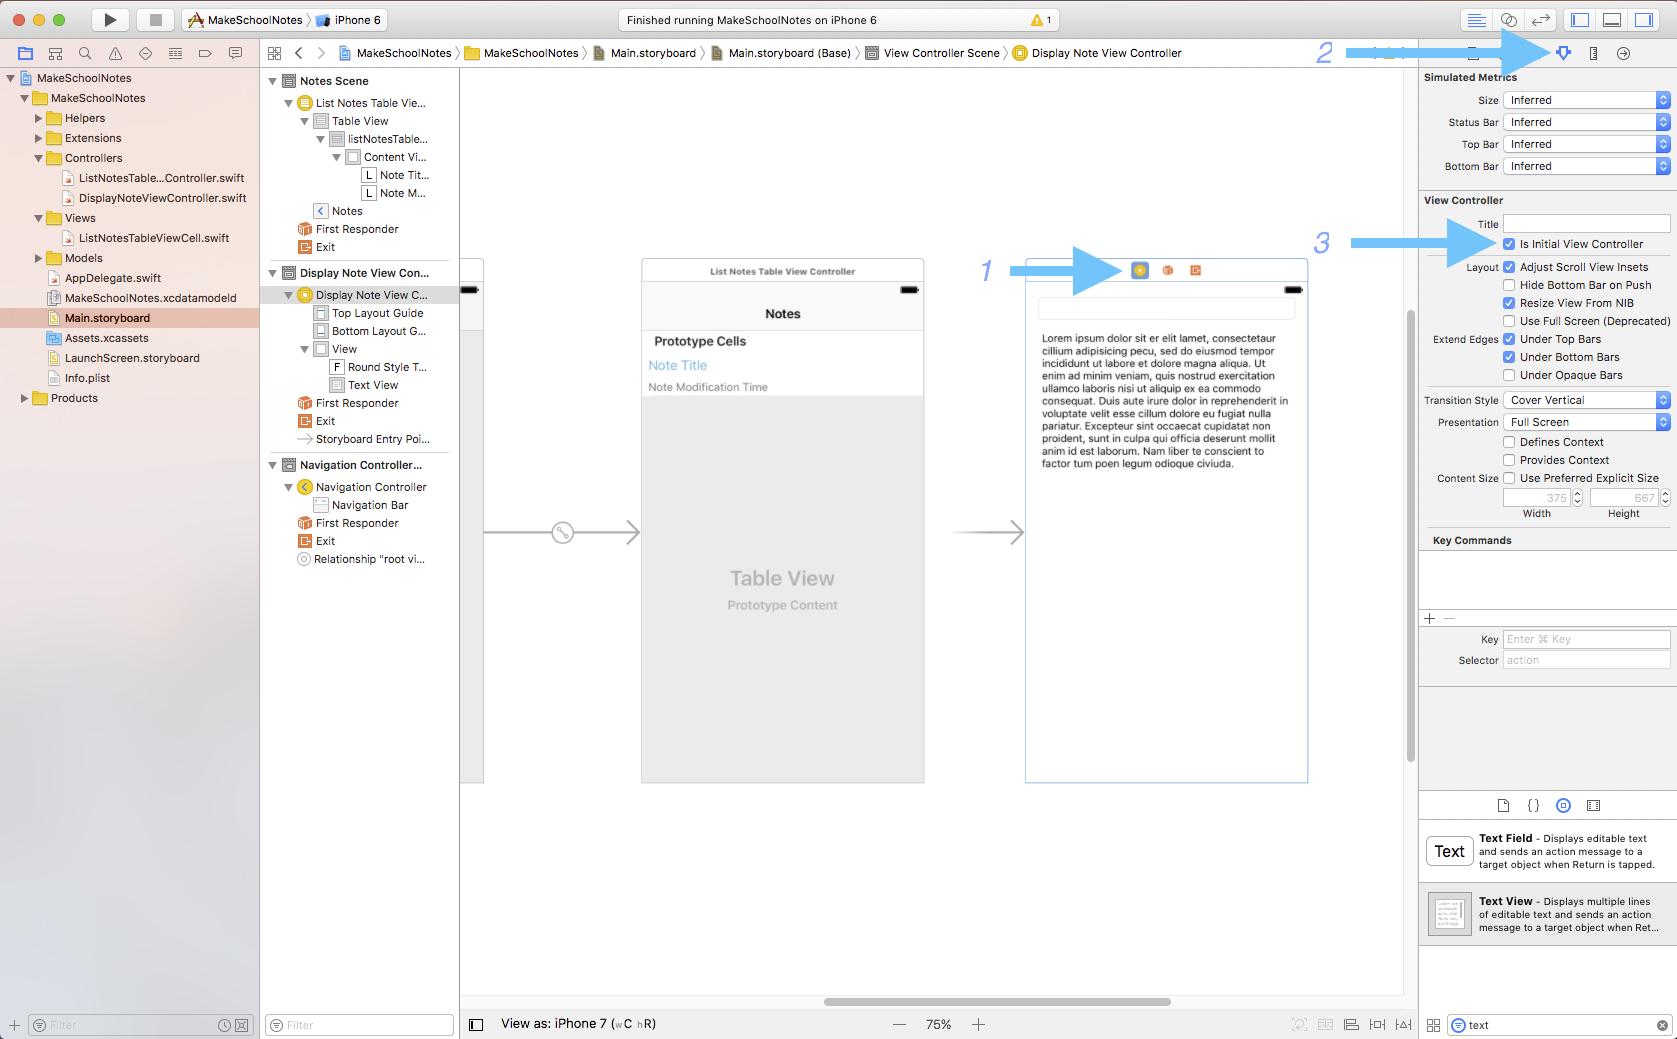 MakeSchoolNotes
iPhone 6
Finished running MakeSchoolNotes on iPhone 6
1
MakeSchoolNotes
MakeSchoolNotes
Main.storyboard
Main.storyboard (Base)
View Controller Scene
Display Note View Controller
2
MakeSchoolNotes
MakeSchoolNotes
Helpers
Extensions
Controllers
ListNotesTable...Controller.swift
DisplayNoteViewController.swift
Views
ListNotesTableViewCell.swift
Models
AppDelegate.swift
MakeSchoolNotes.xcdatamodeld
Main.storyboard
Assets.xcassets
LaunchScreen.storyboard
Info.plist
Products
Filter
Notes Scene
List Notes Table Vie...
Table View
listNotesTable...
Content Vi...
L Note Tit...
L Note M...
Notes
First Responder
Exit
Display Note View Con...
Display Note View C...
Top Layout Guide
Bottom Layout G...
View
F Round Style T...
Text View
First Responder
Exit
Storyboard Entry Poi...
Navigation Controller...
Navigation Controller
Navigation Bar
First Responder
Exit
Relationship "root vi...
Filter
List Notes Table View Controller
Notes
Prototype Cells
Note Title
Note Modification Time
Table View
Prototype Content
1
Lorem ipsum dolor sit er elit lamet, consectetaur
cillium adipisicing pecu, sed do eiusmod tempor
incididunt ut labore et dolore magna aliqua. Ut
enim ad minim veniam, quis nostrud exercitation
ullamco laboris nisi ut aliquip ex ea commodo
consequat. Duis aute irure dolor in reprehenderit in
voluptate velit esse cillum dolore eu fugiat nulla
pariatur. Excepteur sint occaecat cupidatat non
proident, sunt in culpa qui officia deserunt mollit
anim id est laborum. Nam liber te conscient to
factor tum poen legum odioque civiuda.
View as: iPhone 7 (wC hR)
75%
Simulated Metrics
Size Inferred
Status Bar Inferred
Top Bar Inferred
Bottom Bar Inferred
View Controller
Title
3
Is Initial View Controller
Layout Adjust Scroll View Insets
Hide Bottom Bar on Push
Resize View From NIB
Use Full Screen (Deprecated)
Extend Edges Under Top Bars
Under Bottom Bars
Under Opaque Bars
Transition Style Cover Vertical
Presentation Full Screen
Defines Context
Provides Context
Content Size Use Preferred Explicit Size
375 667
Width Height
Key Commands
Key Enter ⌘ Key
Selector action
Text
Text Field - Displays editable text
and sends an action message to a
target object when Return is tapped.
Text View - Displays multiple lines
of editable text and sends an action
message to a target object when Ret...
text